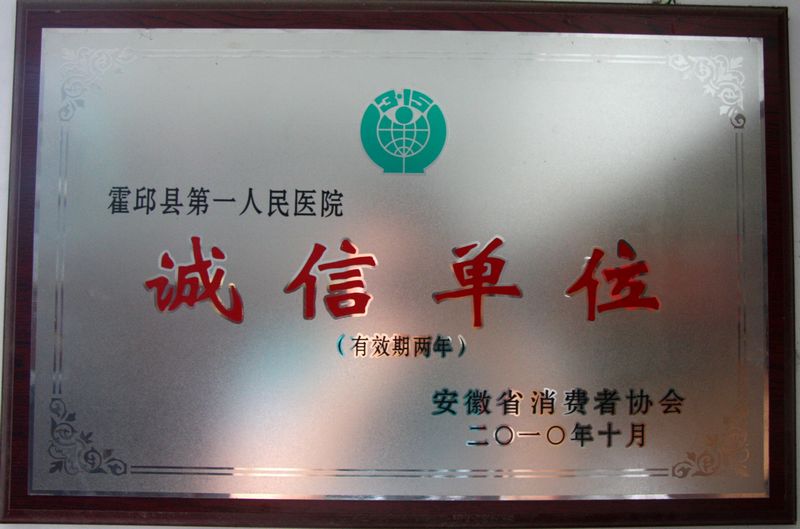 3·15
霍邱县第一人民医院
诚信单位
（有效期两年）
安徽省消费者协会
二〇一〇年十月